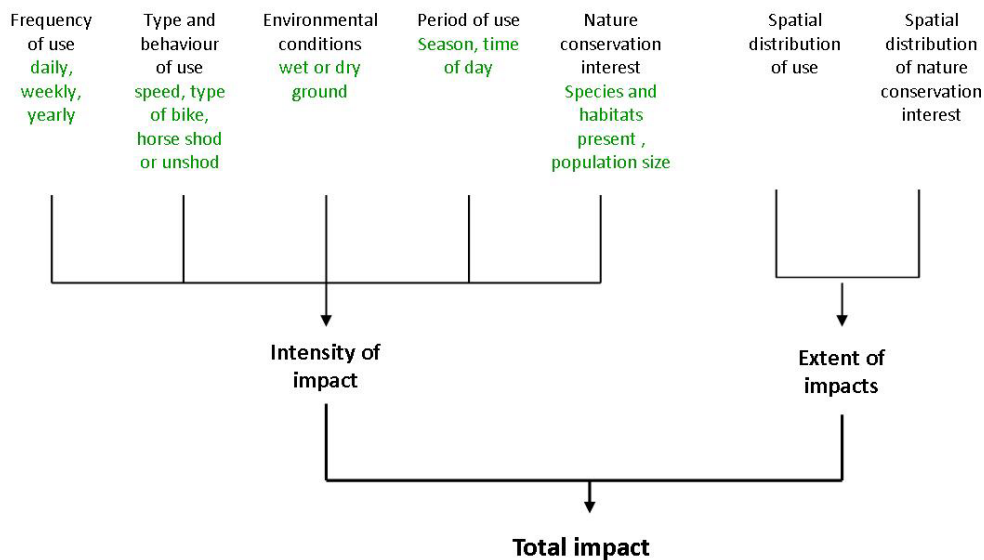 Frequency
of use
daily,
weekly,
yearly
Type and
behaviour
of use
speed, type
of bike,
horse shod
or unshod
Environmental
conditions
wet or dry
ground
Period of use
Season, time
of day
Nature
conservation
interest
Species and
habitats
present ,
population size
Spatial
distribution
of use
Spatial
distribution
of nature
conservation
interest
Intensity of
impact
Extent of
impacts
Total impact